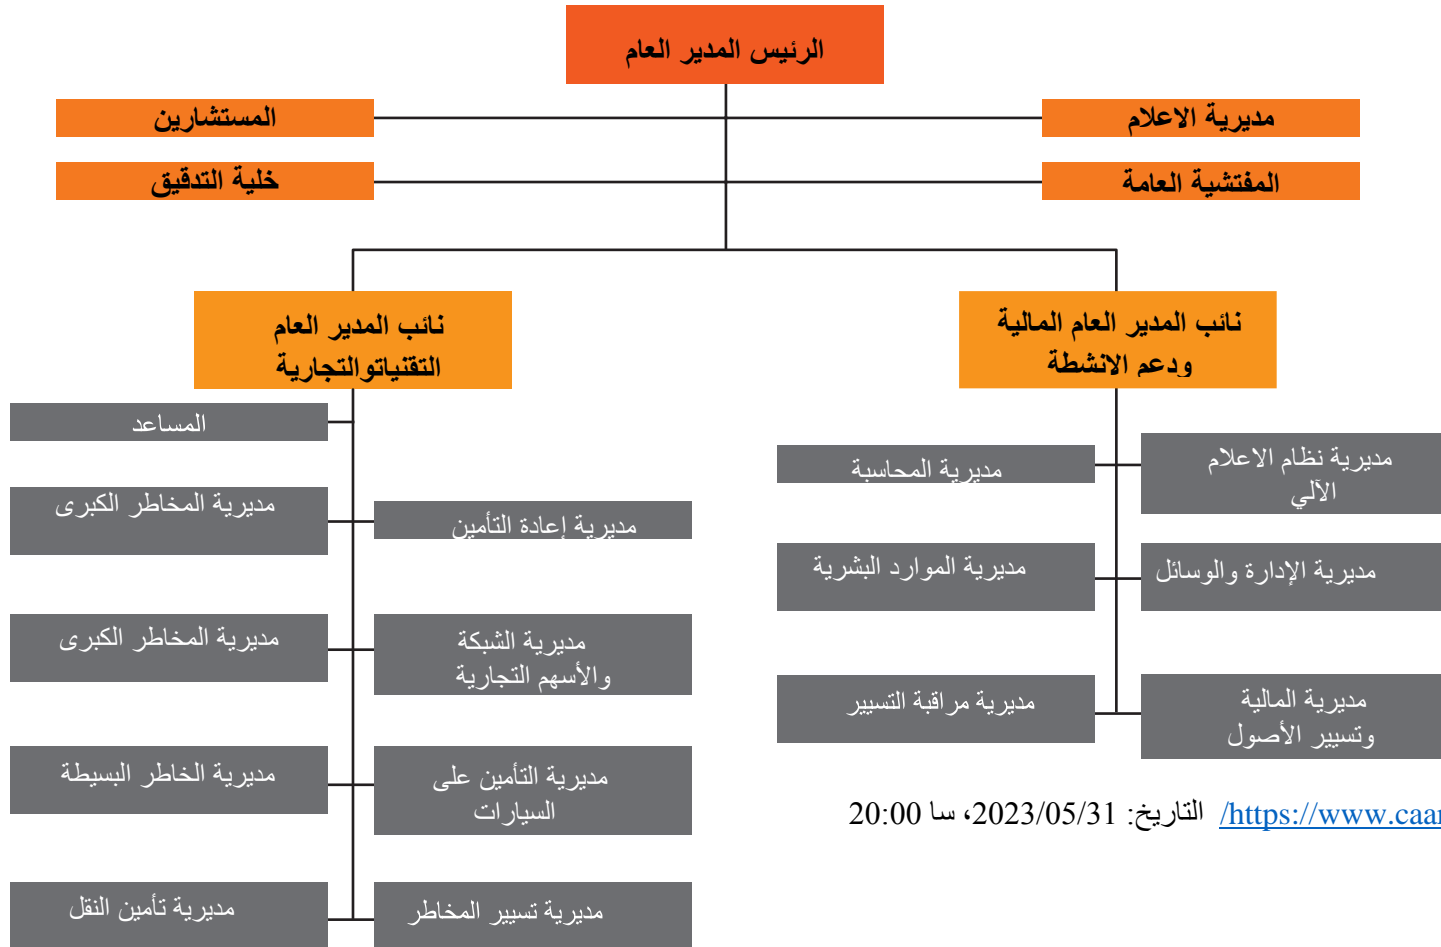 الرئيس المدير العام
مديرية الاعلام
المستشارين
المفتشية العامة
خلية التدقيق
نائب المدير العام المالية
ودعم الانشطة
نائب المدير العام
التقنياتوالتجارية
مديرية نظام الاعلام
الآلي
مديرية المحاسبة
مديرية الإدارة والوسائل
مديرية الموارد البشرية
مديرية المالية
وتسيير الأصول
مديرية مراقبة التسيير
المساعد
مديرية إعادة التأمين
مديرية المخاطر الكبرى
مديرية الشبكة
والأسهم التجارية
مديرية المخاطر الكبرى
مديرية التأمين على
السيارات
مديرية الخاطر البسيطة
مديرية تسيير المخاطر
مديرية تأمين النقل
/https://www.caar التاريخ: 2023/05/31، سا 20:00